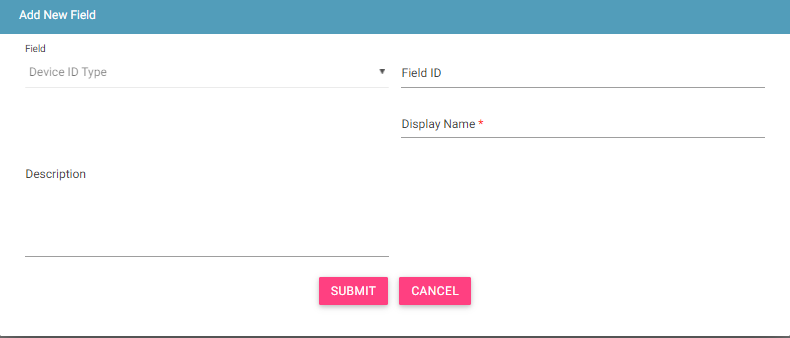 Add New Field
Field
Device ID Type
Field ID
Display Name *
Description
SUBMIT
CANCEL